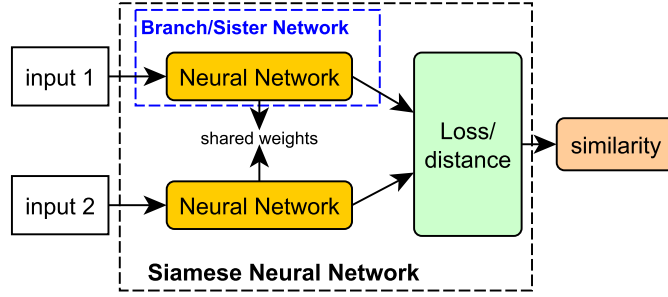 Branch/Sister Network
input 1
Neural Network
shared weights
Loss/
distance
similarity
input 2
Neural Network
Siamese Neural Network